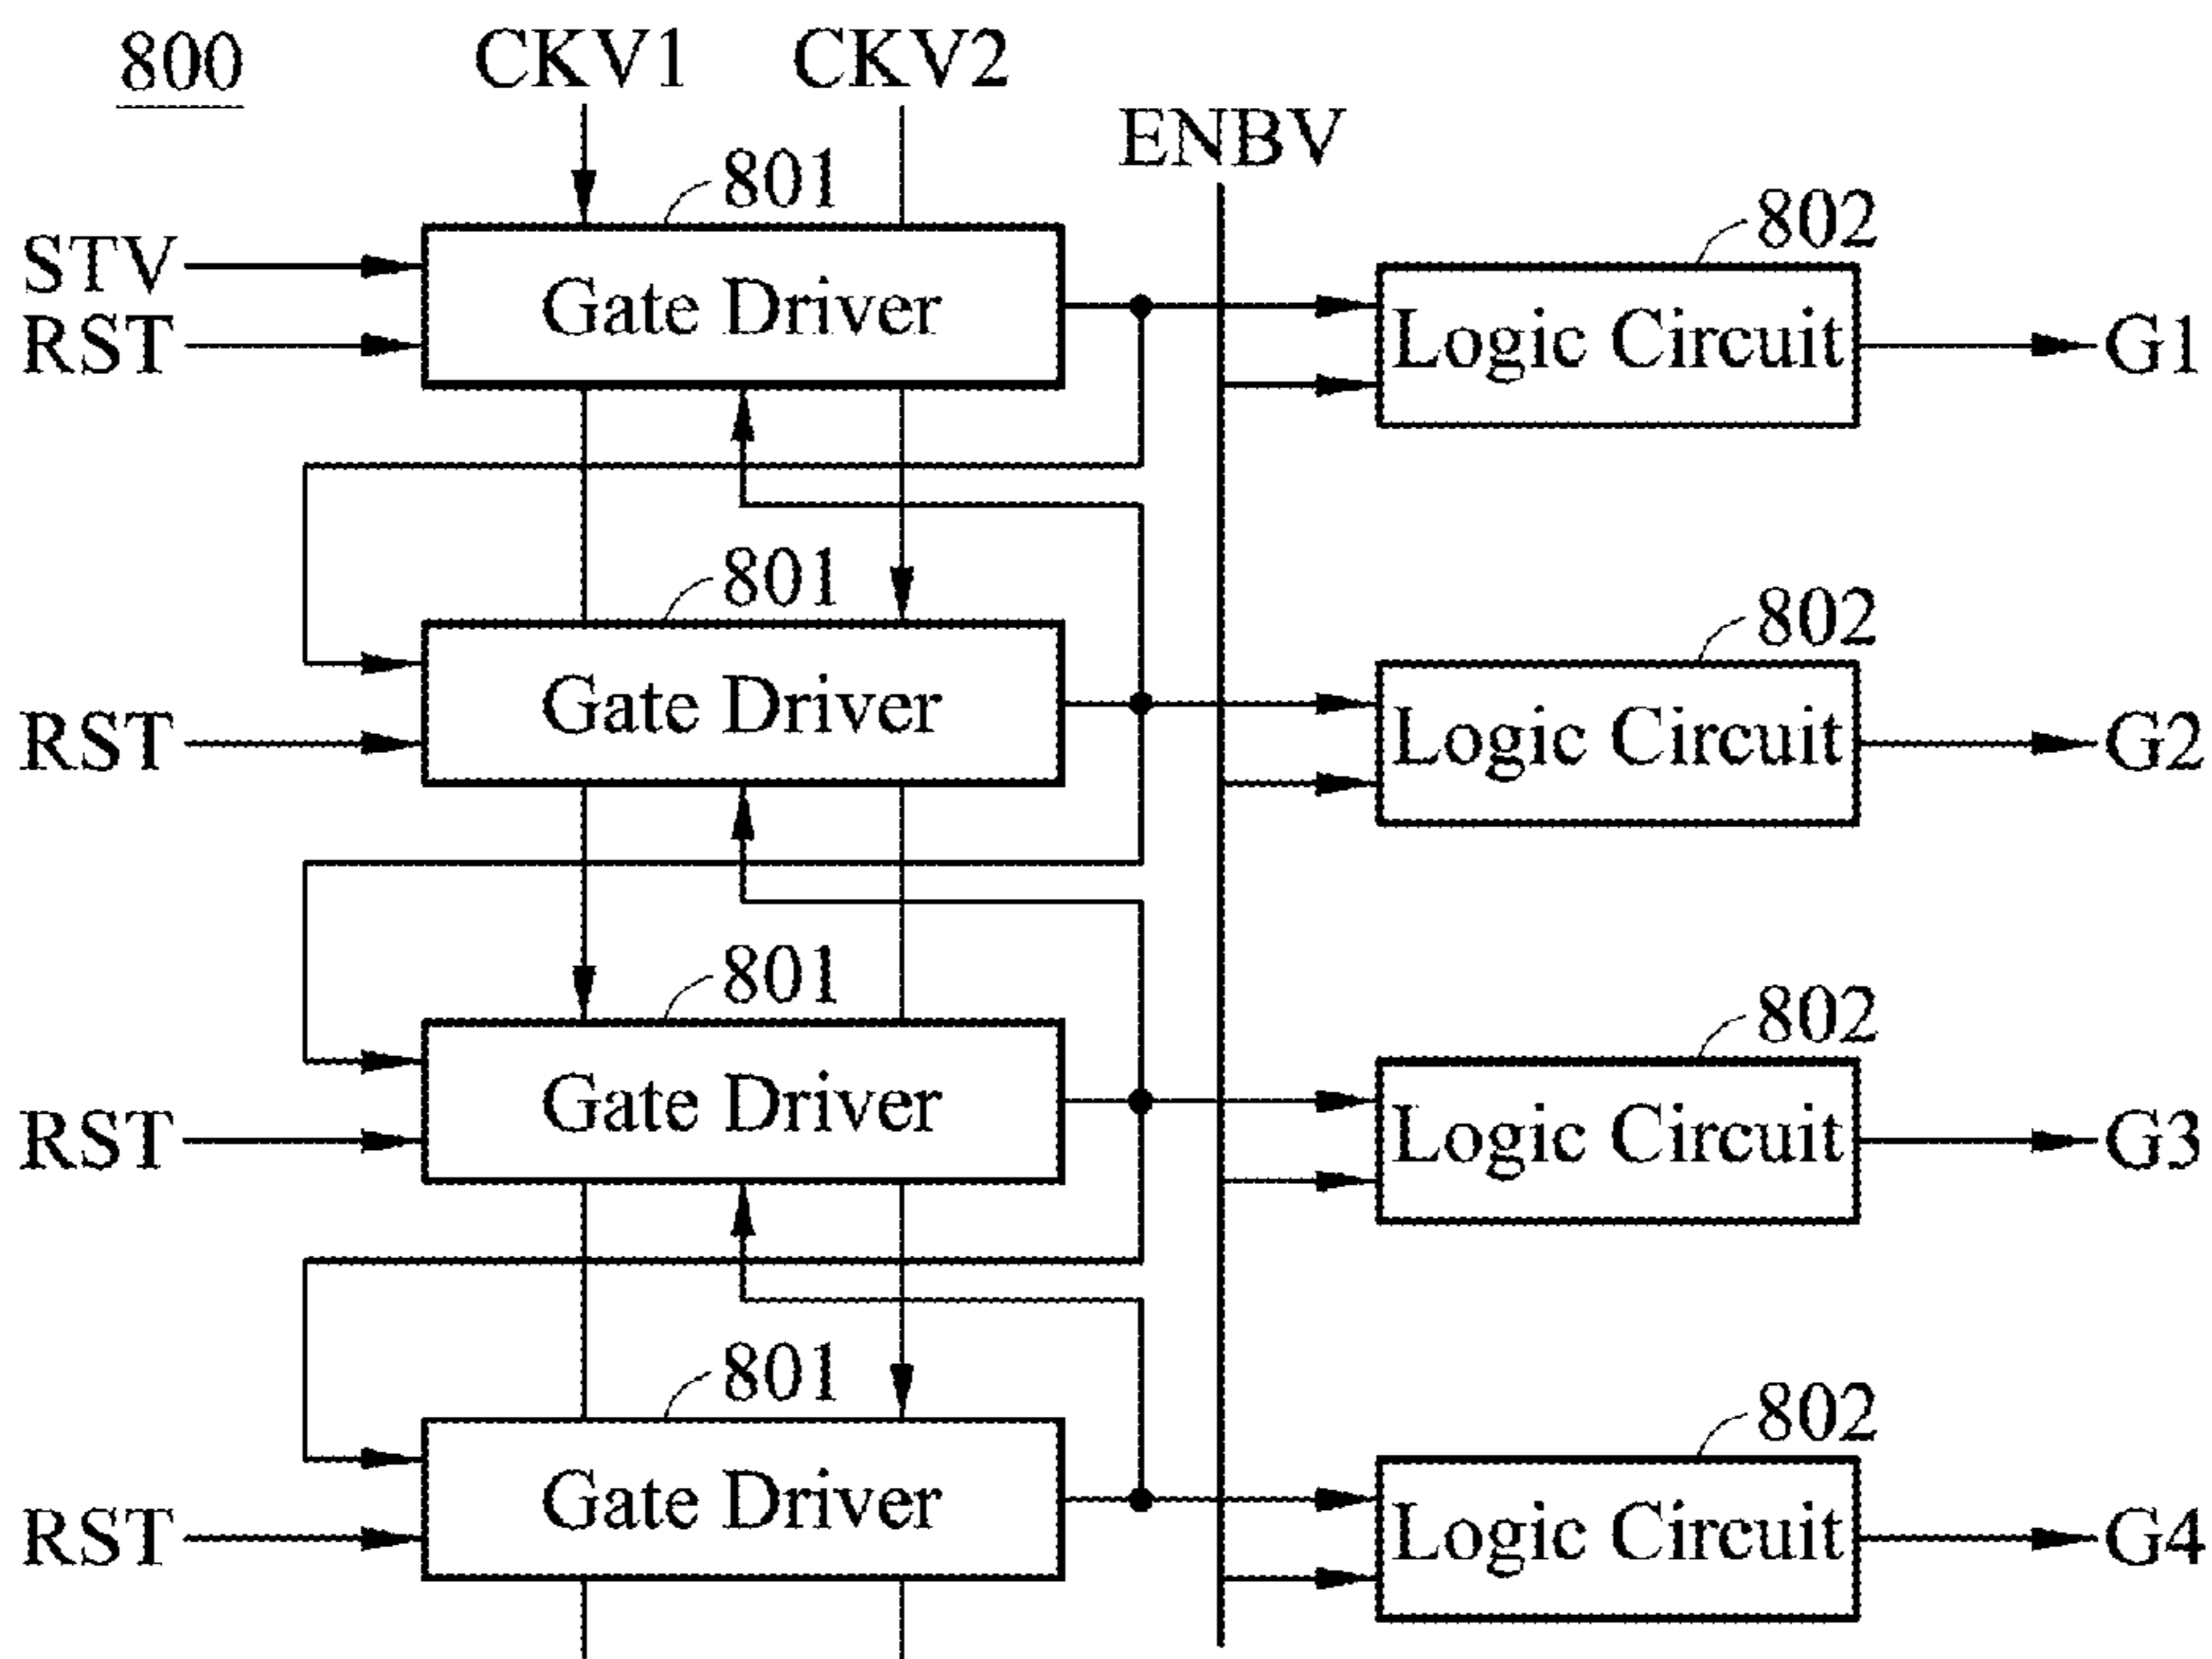 800
CKV1
CKV2
ENBV
801
802
STV
RST
Gate Driver
Logic Circuit
G1
801
802
RST
Gate Driver
Logic Circuit
G2
801
802
RST
Gate Driver
Logic Circuit
G3
801
802
RST
Gate Driver
Logic Circuit
G4